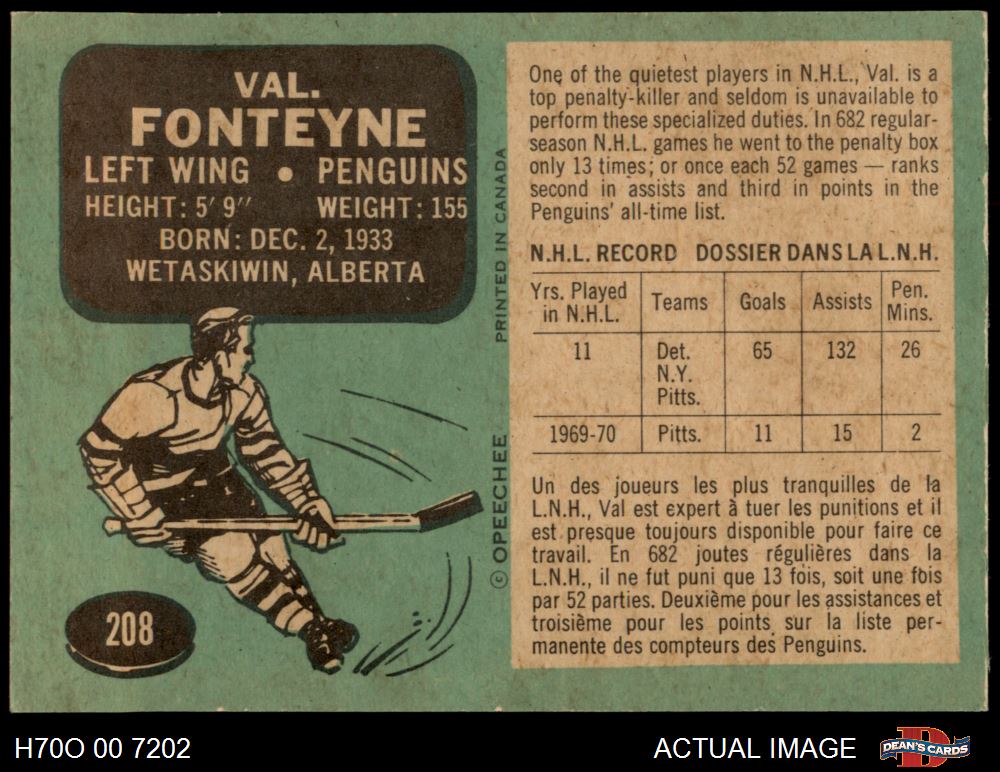 VAL.
FONTEYNE
LEFT WING • PENGUINS
HEIGHT: 5' 9" WEIGHT: 155
BORN: DEC. 2, 1933
WETASKIWIN, ALBERTA
208
© OPEECHEE PRINTED IN CANADA
One of the quietest players in N.H.L., Val. is a
top penalty-killer and seldom is unavailable to
perform these specialized duties. In 682 regular-
season N.H.L. games he went to the penalty box
only 13 times; or once each 52 games — ranks
second in assists and third in points in the
Penguins' all-time list.
N.H.L. RECORD DOSSIER DANS LA L.N.H.
Yrs. Played in N.H.L. Teams Goals Assists Pen. Mins.
11 Det. 65 132 26
N.Y.
Pitts.
1969-70 Pitts. 11 15 2
Un des joueurs les plus tranquilles de la
L.N.H., Val est expert à tuer les punitions et il
est presque toujours disponible pour faire ce
travail. En 682 joutes régulières dans la
L.N.H., il ne fut puni que 13 fois, soit une fois
par 52 parties. Deuxième pour les assistances et
troisième pour les points sur la liste per-
manente des compteurs des Penguins.
H70O 00 7202
ACTUAL IMAGE
D
DEAN'S CARDS